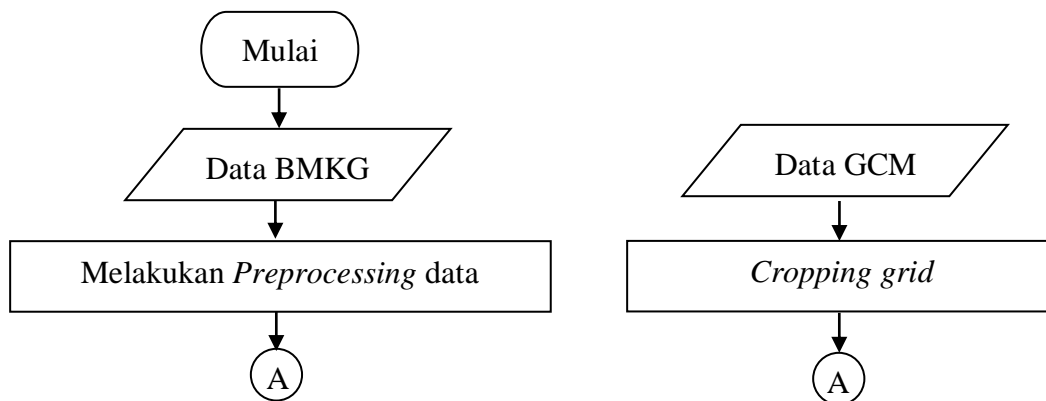 Mulai
Data BMKG
Melakukan Preprocessing data
A
Data GCM
Cropping grid
A